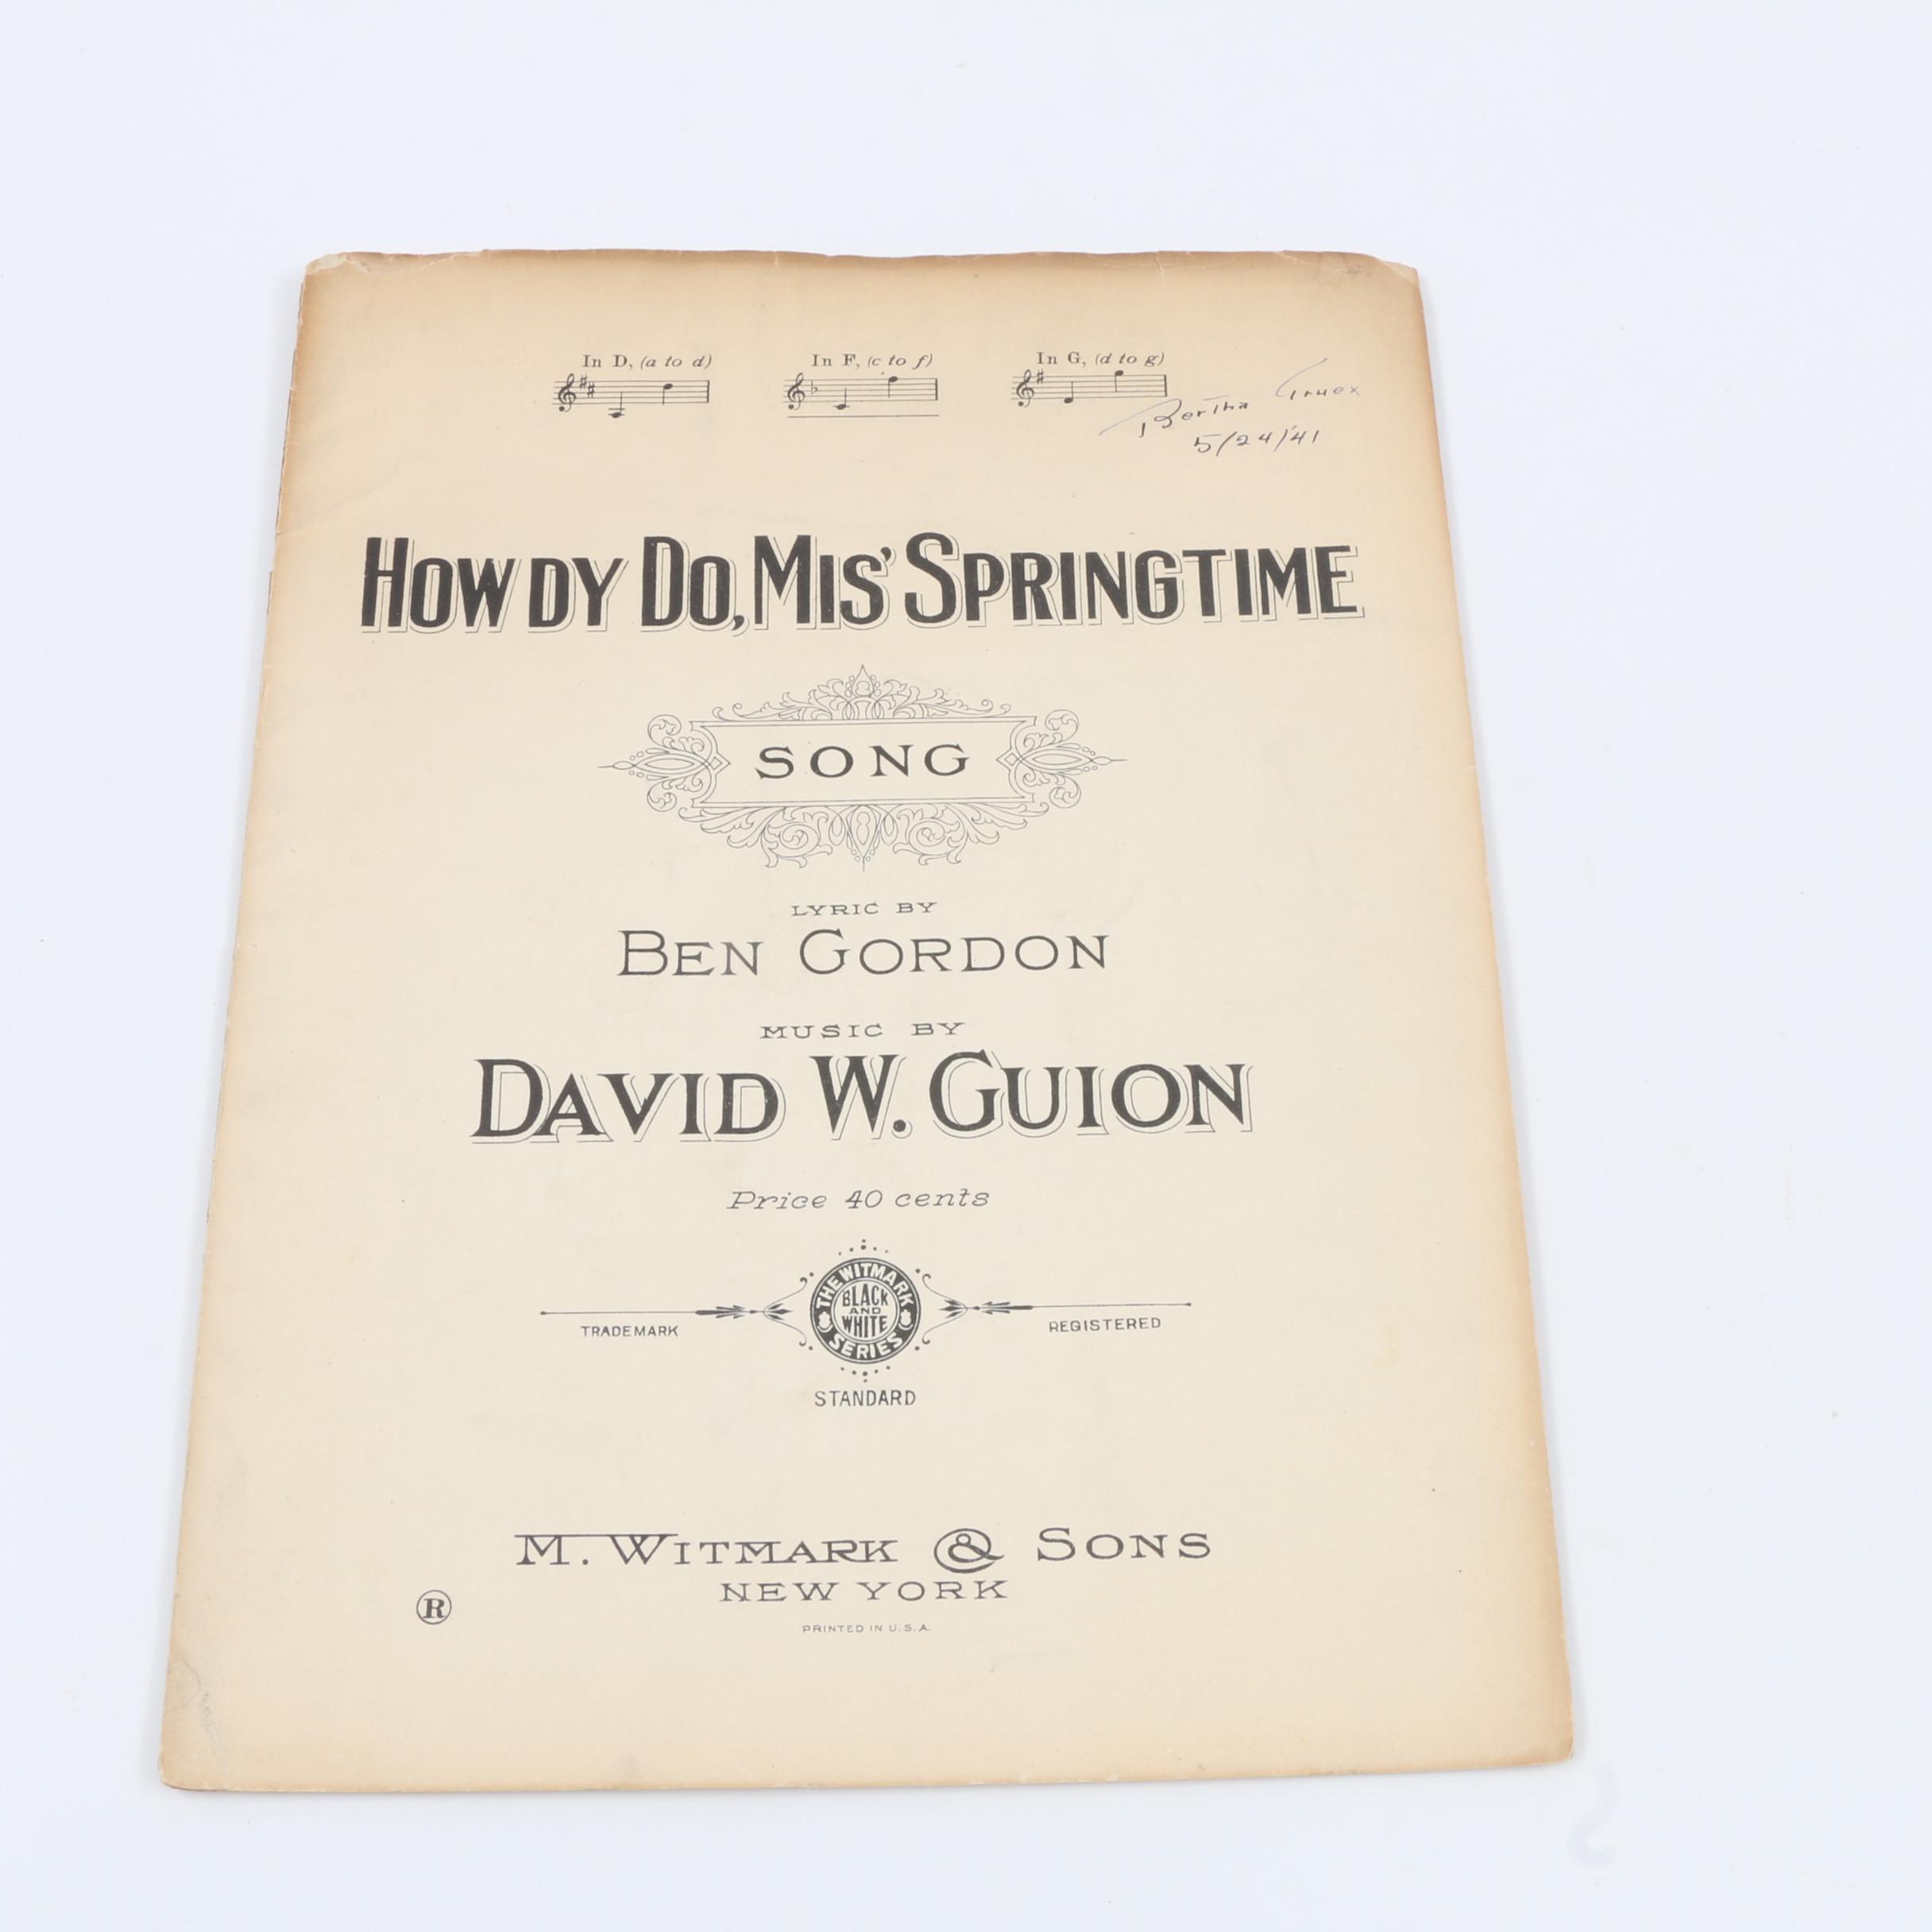 In D, (a to d) In F, (c to f) In G, (d to g)
Bertha Truex
5/24/'41
HOWDY DO, MIS' SPRINGTIME
SONG
LYRIC BY
BEN GORDON
MUSIC BY
DAVID W. GUION
Price 40 cents
THE WITMARK
BLACK
AND
WHITE
SERIES
TRADEMARK REGISTERED
STANDARD
M. WITMARK & SONS
NEW YORK
R
PRINTED IN U.S.A.